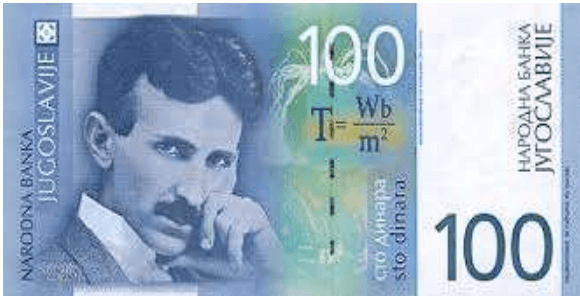 NARODNA BANKA
JUGOSLAVIJE
100
T = Wb
m²
сто динара
sto dinara
НАРОДНА БАНКА
ЈУГОСЛАВИЈЕ
100